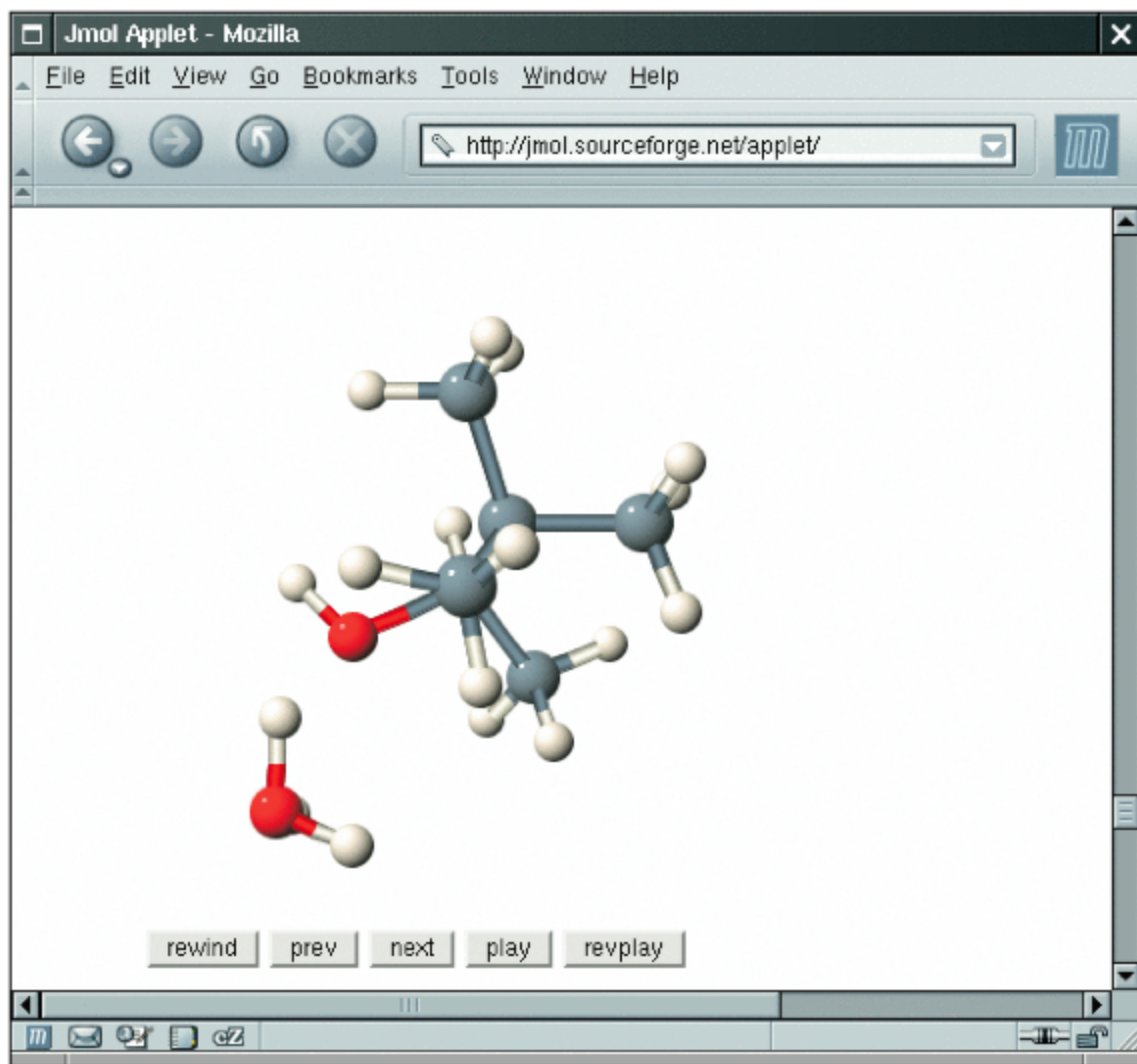 Jmol Applet - Mozilla
File Edit View Go Bookmarks Tools Window Help
http://jmol.sourceforge.net/applet/
rewind prev next play revplay